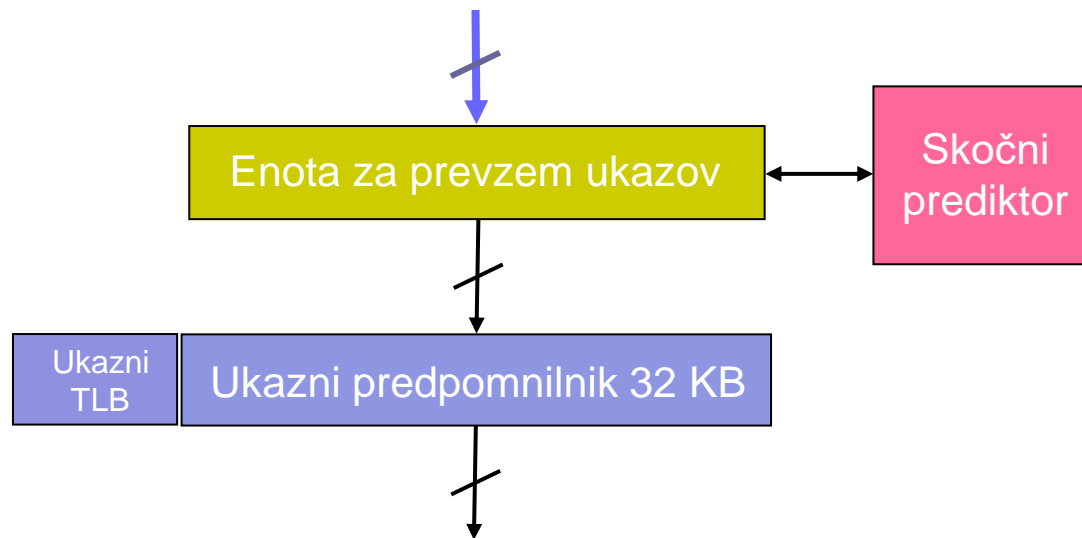 Enota za prevzem ukazov
Skočni
prediktor
Ukazni
TLB
Ukazni predpomnilnik 32 KB